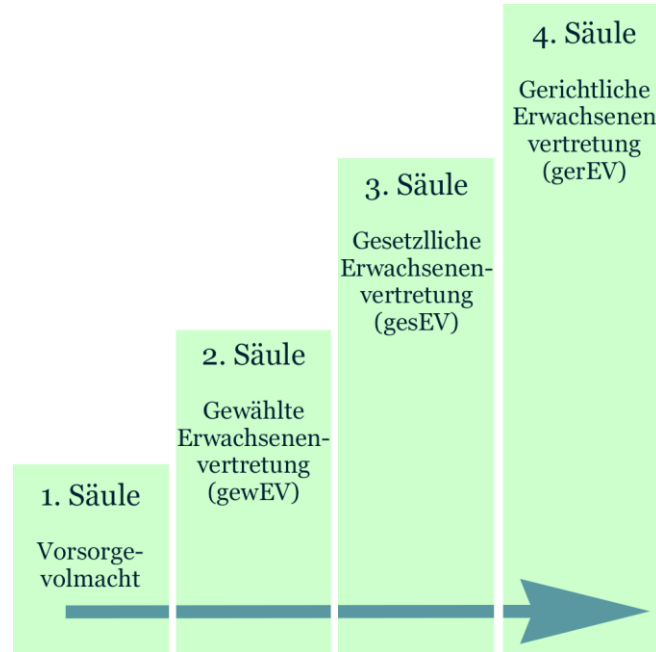 1. Säule
Vorsorge-
volmacht
2. Säule
Gewählte
Erwachsenen-
vertretung
(gewEV)
3. Säule
Gesetzlliche
Erwachsenen-
vertretung
(gesEV)
4. Säule
Gerichtliche
Erwachsenen
vertretung
(gerEV)